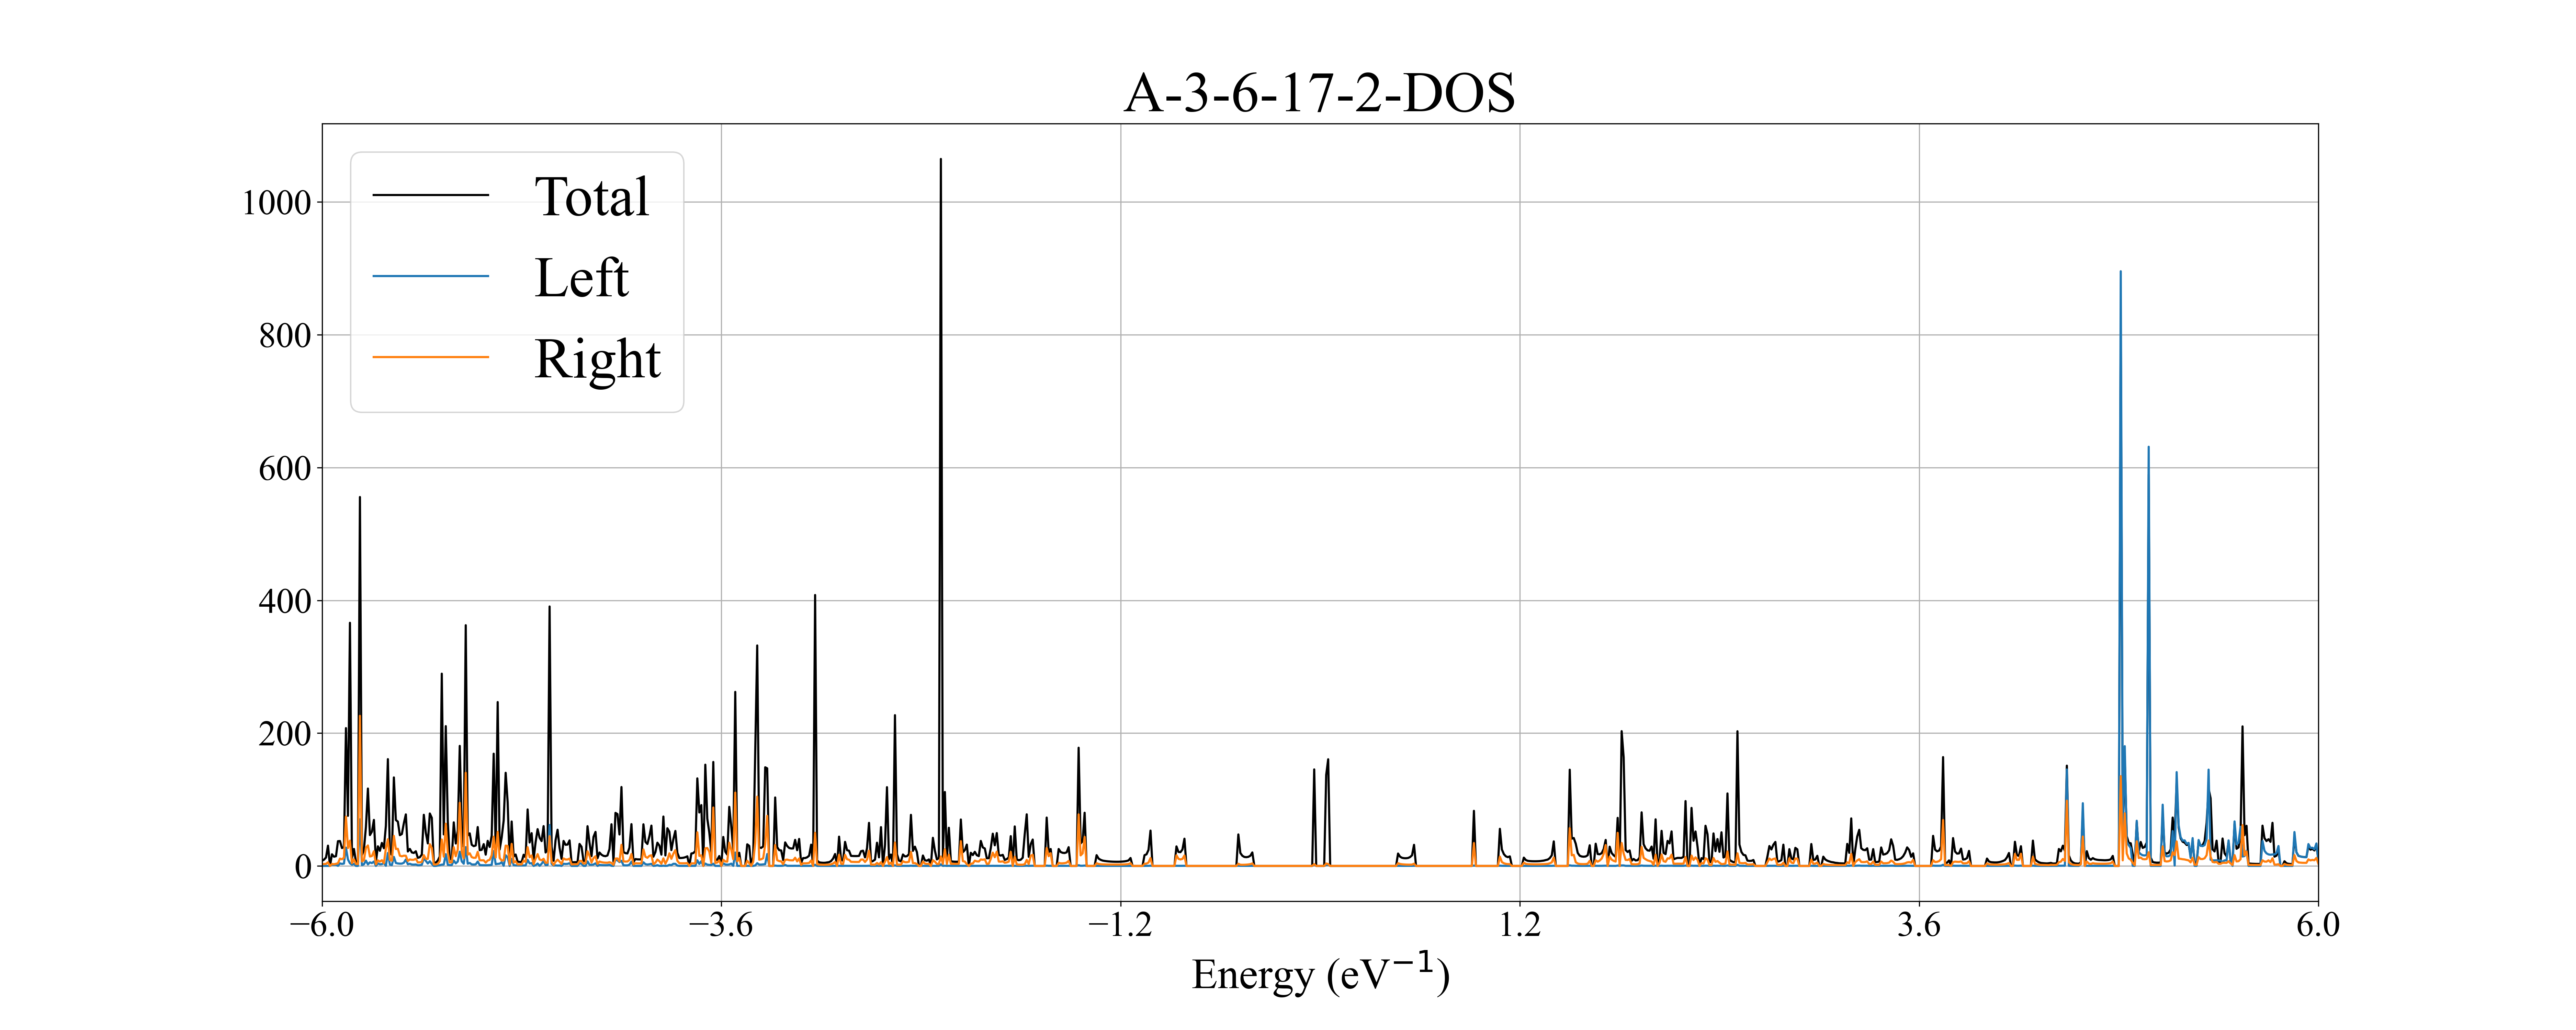 A-3-6-17-2-DOS
Total
Left
Right
1000
800
600
400
200
0
−6.0 −3.6 −1.2 1.2 3.6 6.0
Energy (eV⁻¹)